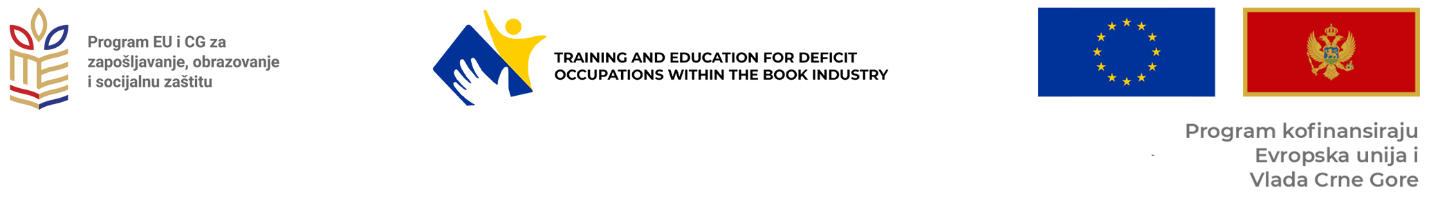 Program EU i CG za
zapošljavanje, obrazovanje
i socijalnu zaštitu
TRAINING AND EDUCATION FOR DEFICIT
OCCUPATIONS WITHIN THE BOOK INDUSTRY
Program kofinansiraju
Evropska unija i
Vlada Crne Gore